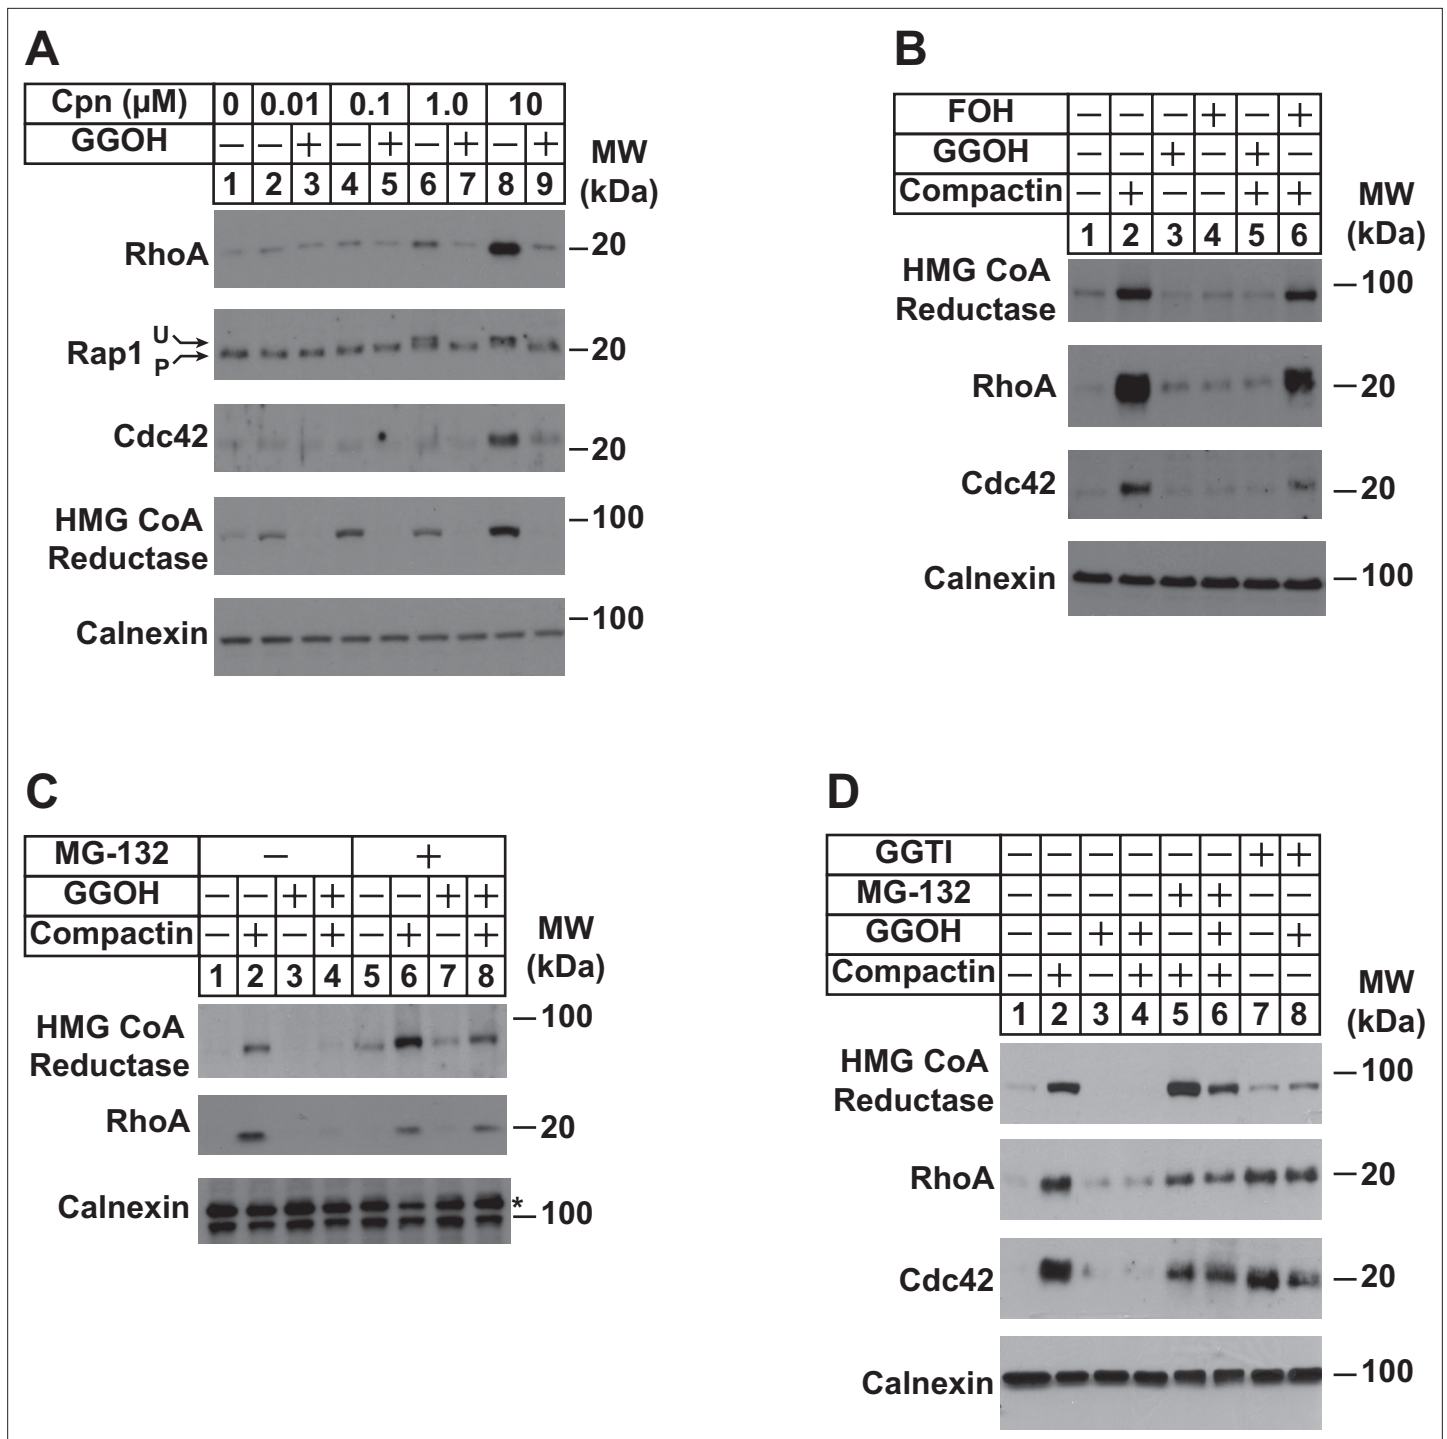 A
Cpn (µM) 0 0.01 0.1 1.0 10
GGOH – – + – + – + – +
1 2 3 4 5 6 7 8 9
MW
(kDa)
RhoA –20
Rap1 U P –20
Cdc42 –20
HMG CoA
Reductase –100
Calnexin –100
B
FOH – – – + – +
GGOH – – + – + –
Compactin – + – – + +
1 2 3 4 5 6
MW
(kDa)
HMG CoA
Reductase –100
RhoA –20
Cdc42 –20
Calnexin –100
C
MG-132 – +
GGOH – – + + – – + +
Compactin – + – + – + – +
1 2 3 4 5 6 7 8
MW
(kDa)
HMG CoA
Reductase –100
RhoA –20
Calnexin * –100
D
GGTI – – – – – – + +
MG-132 – – – – + + – –
GGOH – – + + – + – +
Compactin – + – + + + – –
1 2 3 4 5 6 7 8
MW
(kDa)
HMG CoA
Reductase –100
RhoA –20
Cdc42 –20
Calnexin –100